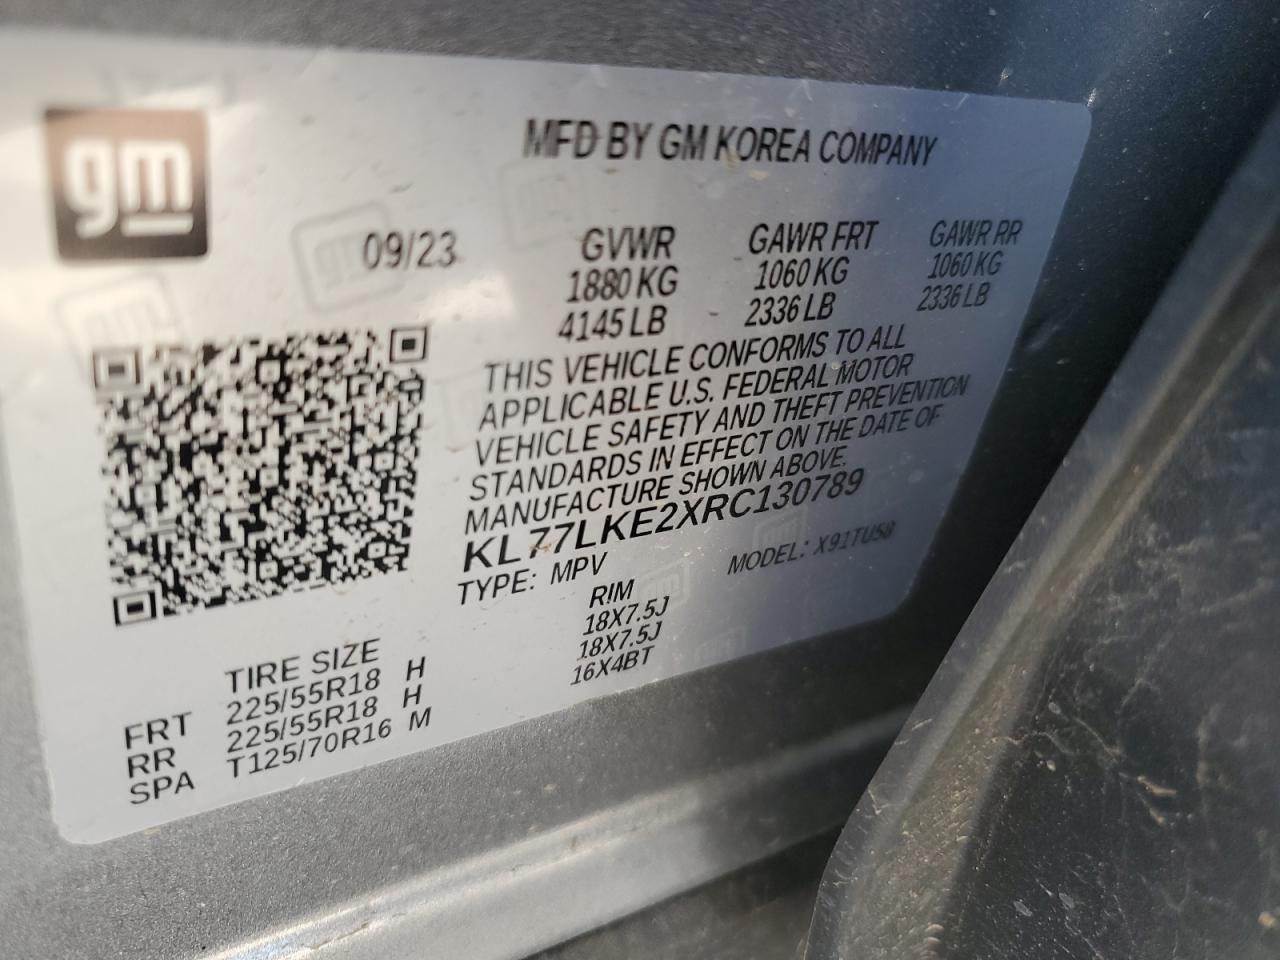 gm
MFD BY GM KOREA COMPANY
09/23 GVWR GAWR FRT GAWR RR
1880 KG 1060 KG 1060 KG
4145 LB 2336 LB 2336 LB
THIS VEHICLE CONFORMS TO ALL
APPLICABLE U.S. FEDERAL MOTOR
VEHICLE SAFETY AND THEFT PREVENTION
STANDARDS IN EFFECT ON THE DATE OF
MANUFACTURE SHOWN ABOVE.
KL77LKE2XRC130789
TYPE: MPV MODEL: X91TU58
TIRE SIZE RIM
FRT 225/55R18 H 18X7.5J
RR 225/55R18 H 18X7.5J
SPA T125/70R16 M 16X4BT